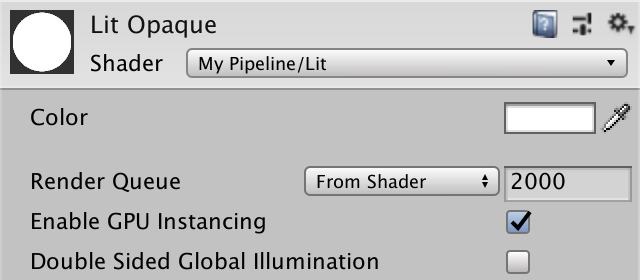 Lit Opaque
Shader My Pipeline/Lit
Color
Render Queue From Shader 2000
Enable GPU Instancing
Double Sided Global Illumination